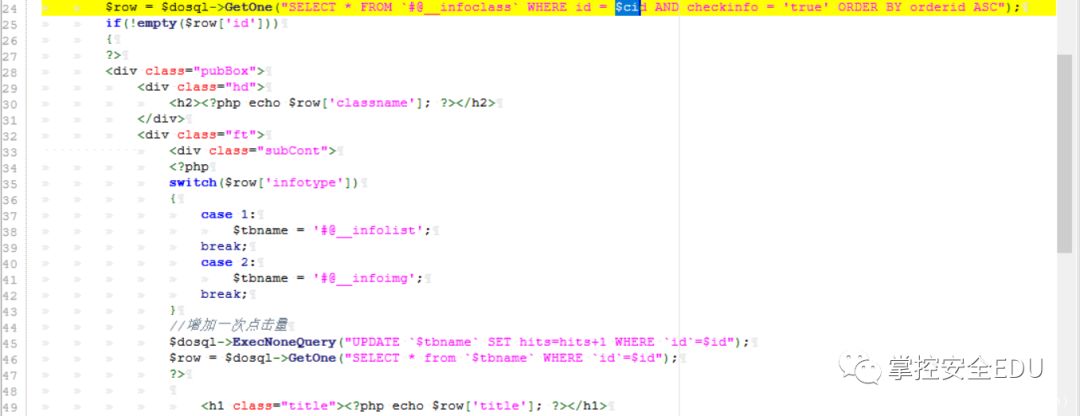 24 $row = $dosql->GetOne("SELECT * FROM `#@__infoclass` WHERE id = $cid AND checkinfo = 'true' ORDER BY orderid ASC");
25 if(!empty($row['id']))
26 {
27 ?>
28 <div class="pubBox">
29 <div class="hd">
30 <h2><?php echo $row['classname']; ?></h2>
31 </div>
32 <div class="ft">
33 <div class="subCont">
34 <?php
35 switch($row['infotype'])
36 {
37 case 1:
38 $tbname = '#@__infolist';
39 break;
40 case 2:
41 $tbname = '#@__infoimg';
42 break;
43 }
44 //增加一次点击量
45 $dosql->ExecNoneQuery("UPDATE `$tbname` SET hits=hits+1 WHERE `id`=$id");
46 $row = $dosql->GetOne("SELECT * from `$tbname` WHERE `id`=$id");
47 ?>
48
49 <h1 class="title"><?php echo $row['title']; ?></h1>
掌控安全EDU